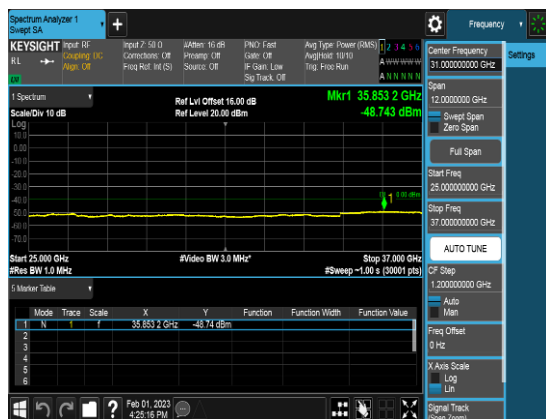 Spectrum Analyzer 1
Swept SA
+
Frequency
KEYSIGHT
RL
Input: RF
Coupling: DC
Align: Off
Input Z: 50 Ω
Corrections: Off
Freq Ref: Int (S)
#Atten: 16 dB
Preamp: Off
Source: Off
PNO: Fast
Gate: Off
IF Gain: Low
Sig Track: Off
Avg Type: Power (RMS)
Avg|Hold: 10/10
Trig: Free Run
1 2 3 4 5 6
A W W W W W
A N N N N N
Center Frequency
31.000000000 GHz
Settings
Span
12.0000000 GHz
Swept Span
Zero Span
Full Span
Start Freq
25.000000000 GHz
Stop Freq
37.000000000 GHz
AUTO TUNE
CF Step
1.200000000 GHz
Auto
Man
Freq Offset
0 Hz
X Axis Scale
Log
Lin
Signal Track
(Span Zoom)
1 Spectrum
Scale/Div 10 dB
Ref Lvl Offset 16.00 dB
Ref Level 20.00 dBm
Mkr1 35.853 2 GHz
-48.743 dBm
Log
10.0
0.00
-10.0
-20.0
-30.0
-40.0
-50.0
-60.0
-70.0
1
0.00 dBm
Start 25.000 GHz
#Res BW 1.0 MHz
#Video BW 3.0 MHz*
Stop 37.000 GHz
#Sweep ~1.00 s (30001 pts)
5 Marker Table
Mode Trace Scale X Y Function Function Width Function Value
1 N 1 f 35.853 2 GHz -48.74 dBm
2
3
4
5
6
?
Feb 01, 2023
4:25:16 PM